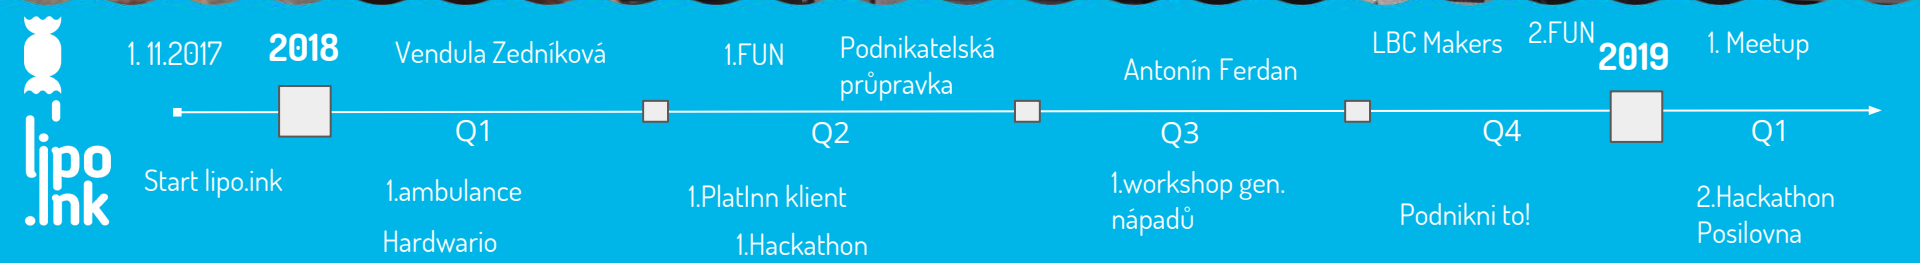 lipo
.ink
1. 11.2017
Start lipo.ink
2018
Vendula Zedníková
Q1
1.ambulance
Hardwario
1.FUN
Podnikatelská
průpravka
Q2
1.PlatInn klient
1.Hackathon
Antonín Ferdan
Q3
1.workshop gen.
nápadů
LBC Makers
2.FUN
Q4
Podnikni to!
2019
1. Meetup
Q1
2.Hackathon
Posilovna